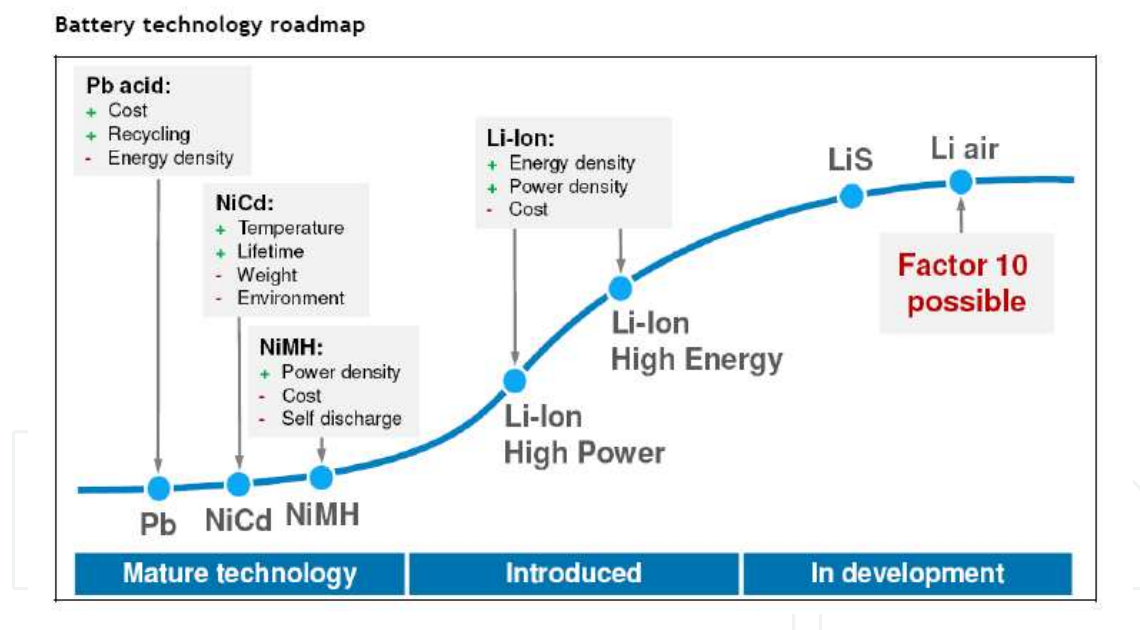 Battery technology roadmap
Pb acid:
+ Cost
+ Recycling
- Energy density
NiCd:
+ Temperature
+ Lifetime
- Weight
- Environment
NiMH:
+ Power density
- Cost
- Self discharge
Li-Ion:
+ Energy density
+ Power density
- Cost
LiS
Li air
Factor 10
possible
Li-Ion
High Energy
Li-Ion
High Power
Pb
NiCd
NiMH
Mature technology
Introduced
In development